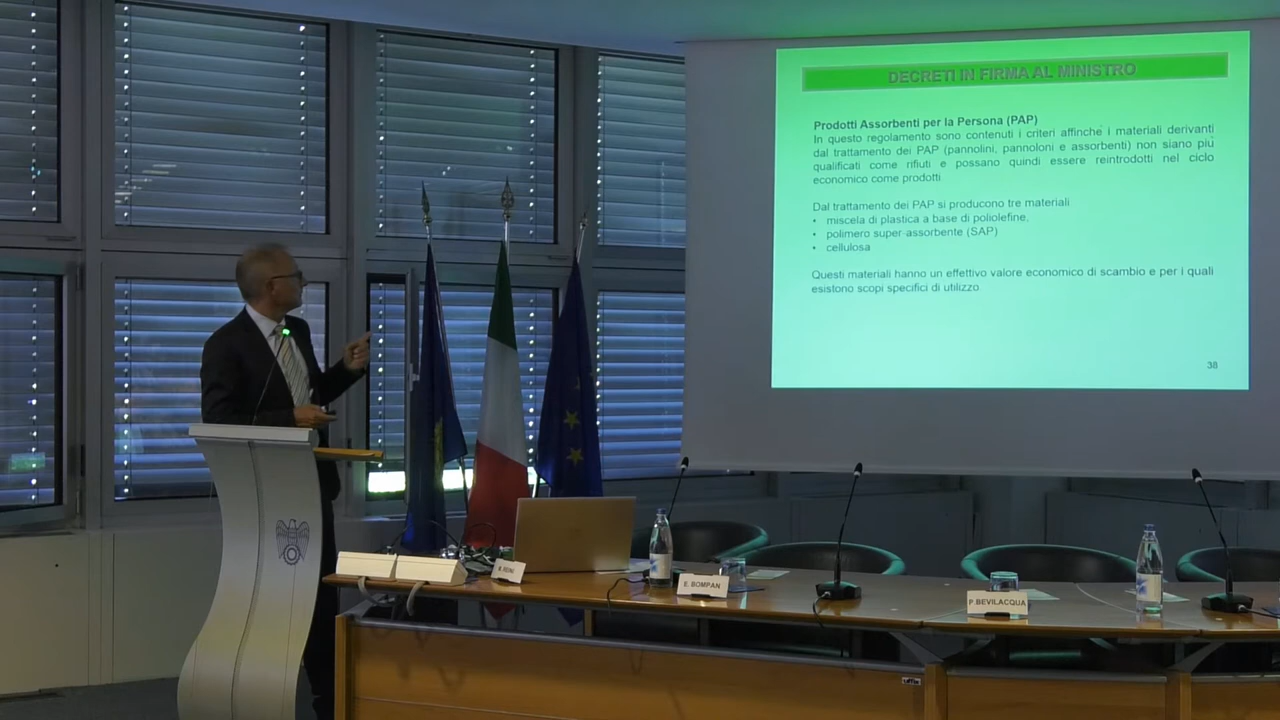 DECRETI IN FIRMA AL MINISTRO
Prodotti Assorbenti per la Persona (PAP)
In questo regolamento sono contenuti i criteri affinché i materiali derivanti
dal trattamento dei PAP (pannolini, pannoloni e assorbenti) non siano più
qualificati come rifiuti e possano quindi essere reintrodotti nel ciclo
economico come prodotti
Dal trattamento dei PAP si producono tre materiali
• miscela di plastica a base di poliolefine,
• polimero super assorbente (SAP)
• cellulosa
Questi materiali hanno un effettivo valore economico di scambio e per i quali
esistono scopi specifici di utilizzo
38
E. BOMPAN
P. BEVILACQUA